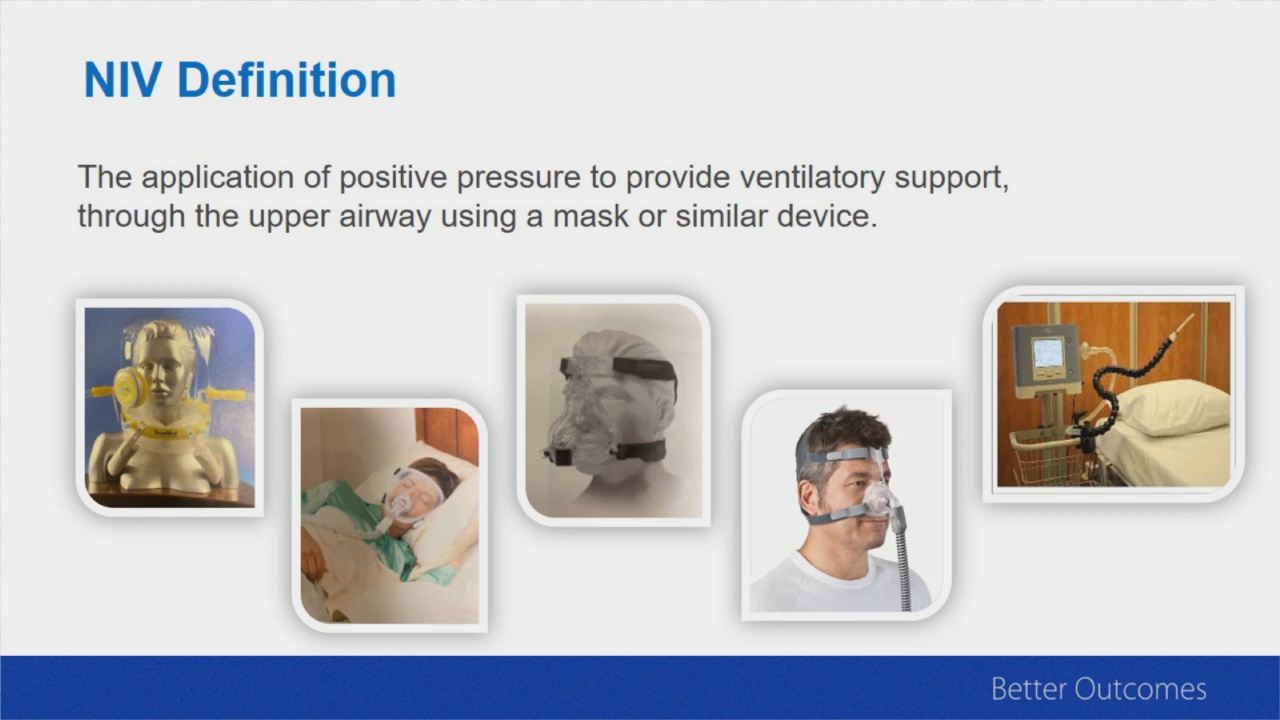 NIV Definition
The application of positive pressure to provide ventilatory support,
through the upper airway using a mask or similar device.
Better Outcomes